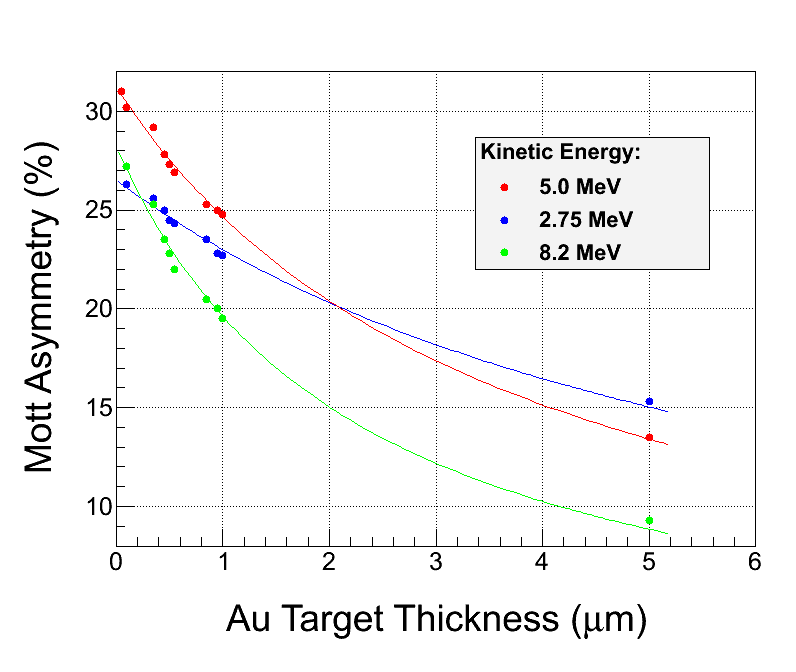 30
25
20
15
10
Mott Asymmetry (%)
Kinetic Energy:
5.0 MeV
2.75 MeV
8.2 MeV
0 1 2 3 4 5 6
Au Target Thickness (μm)